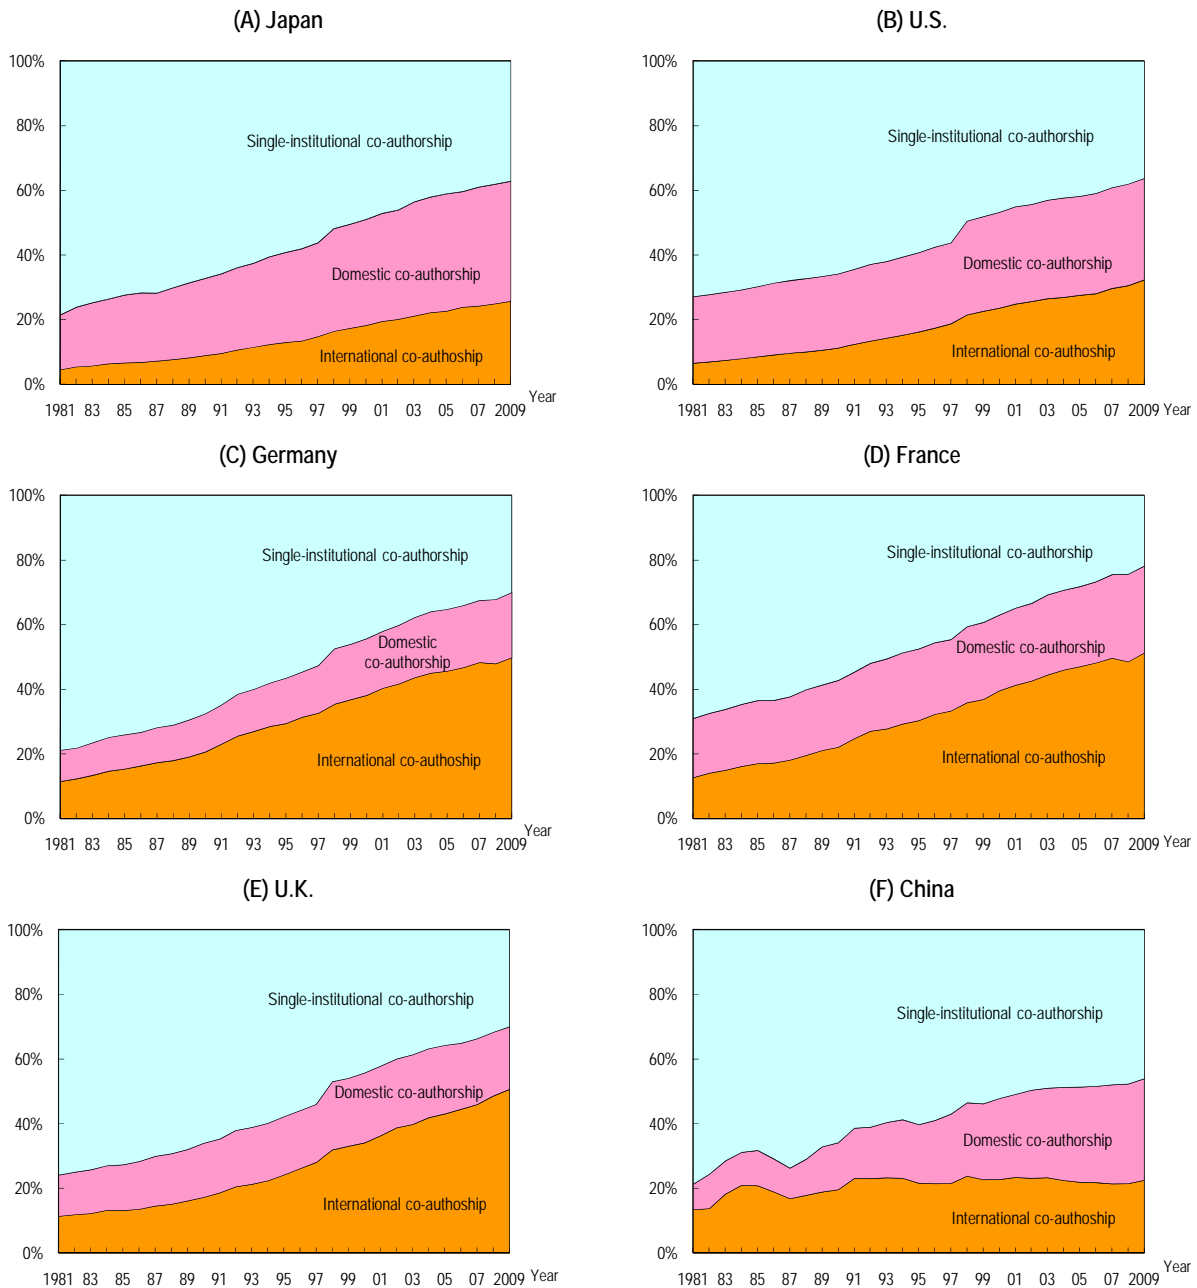 (A) Japan
100%
80%
60%
40%
20%
0%
Single-institutional co-authorship
Domestic co-authorship
International co-authoship
1981 83 85 87 89 91 93 95 97 99 01 03 05 07 2009 Year
(B) U.S.
100%
80%
60%
40%
20%
0%
Single-institutional co-authorship
Domestic co-authorship
International co-authoship
1981 83 85 87 89 91 93 95 97 99 01 03 05 07 2009 Year
(C) Germany
100%
80%
60%
40%
20%
0%
Single-institutional co-authorship
Domestic
co-authorship
International co-authoship
1981 83 85 87 89 91 93 95 97 99 01 03 05 07 2009 Year
(D) France
100%
80%
60%
40%
20%
0%
Single-institutional co-authorship
Domestic co-authorship
International co-authoship
1981 83 85 87 89 91 93 95 97 99 01 03 05 07 2009 Year
(E) U.K.
100%
80%
60%
40%
20%
0%
Single-institutional co-authorship
Domestic co-authorship
International co-authoship
1981 83 85 87 89 91 93 95 97 99 01 03 05 07 2009 Year
(F) China
100%
80%
60%
40%
20%
0%
Single-institutional co-authorship
Domestic co-authorship
International co-authoship
1981 83 85 87 89 91 93 95 97 99 01 03 05 07 2009 Year